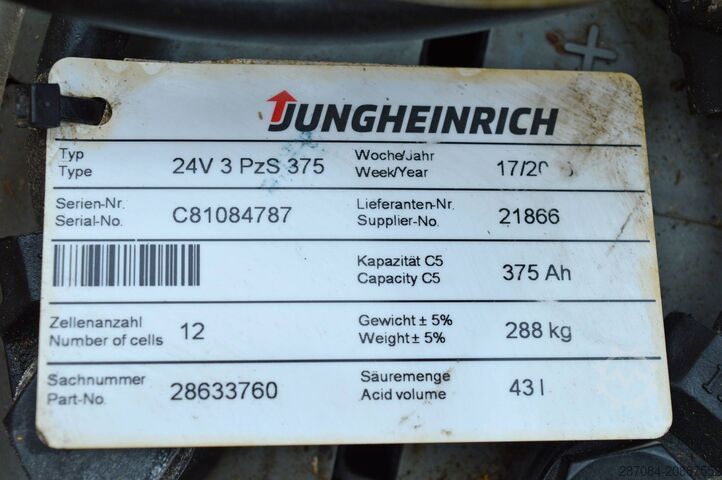 JUNGHEINRICH
Typ
Type
24V 3 PzS 375
Woche/Jahr
Week/Year
Serien-Nr.
Serial-No.
C81084787
Lieferanten-Nr.
Supplier-No.
21866
Kapazität C5
Capacity C5
375 Ah
Zellenanzahl
Number of cells
12
Gewicht ± 5%
Weight ± 5%
288 kg
Sachnummer
Part-No.
28633760
Säuremenge
Acid volume
43 l